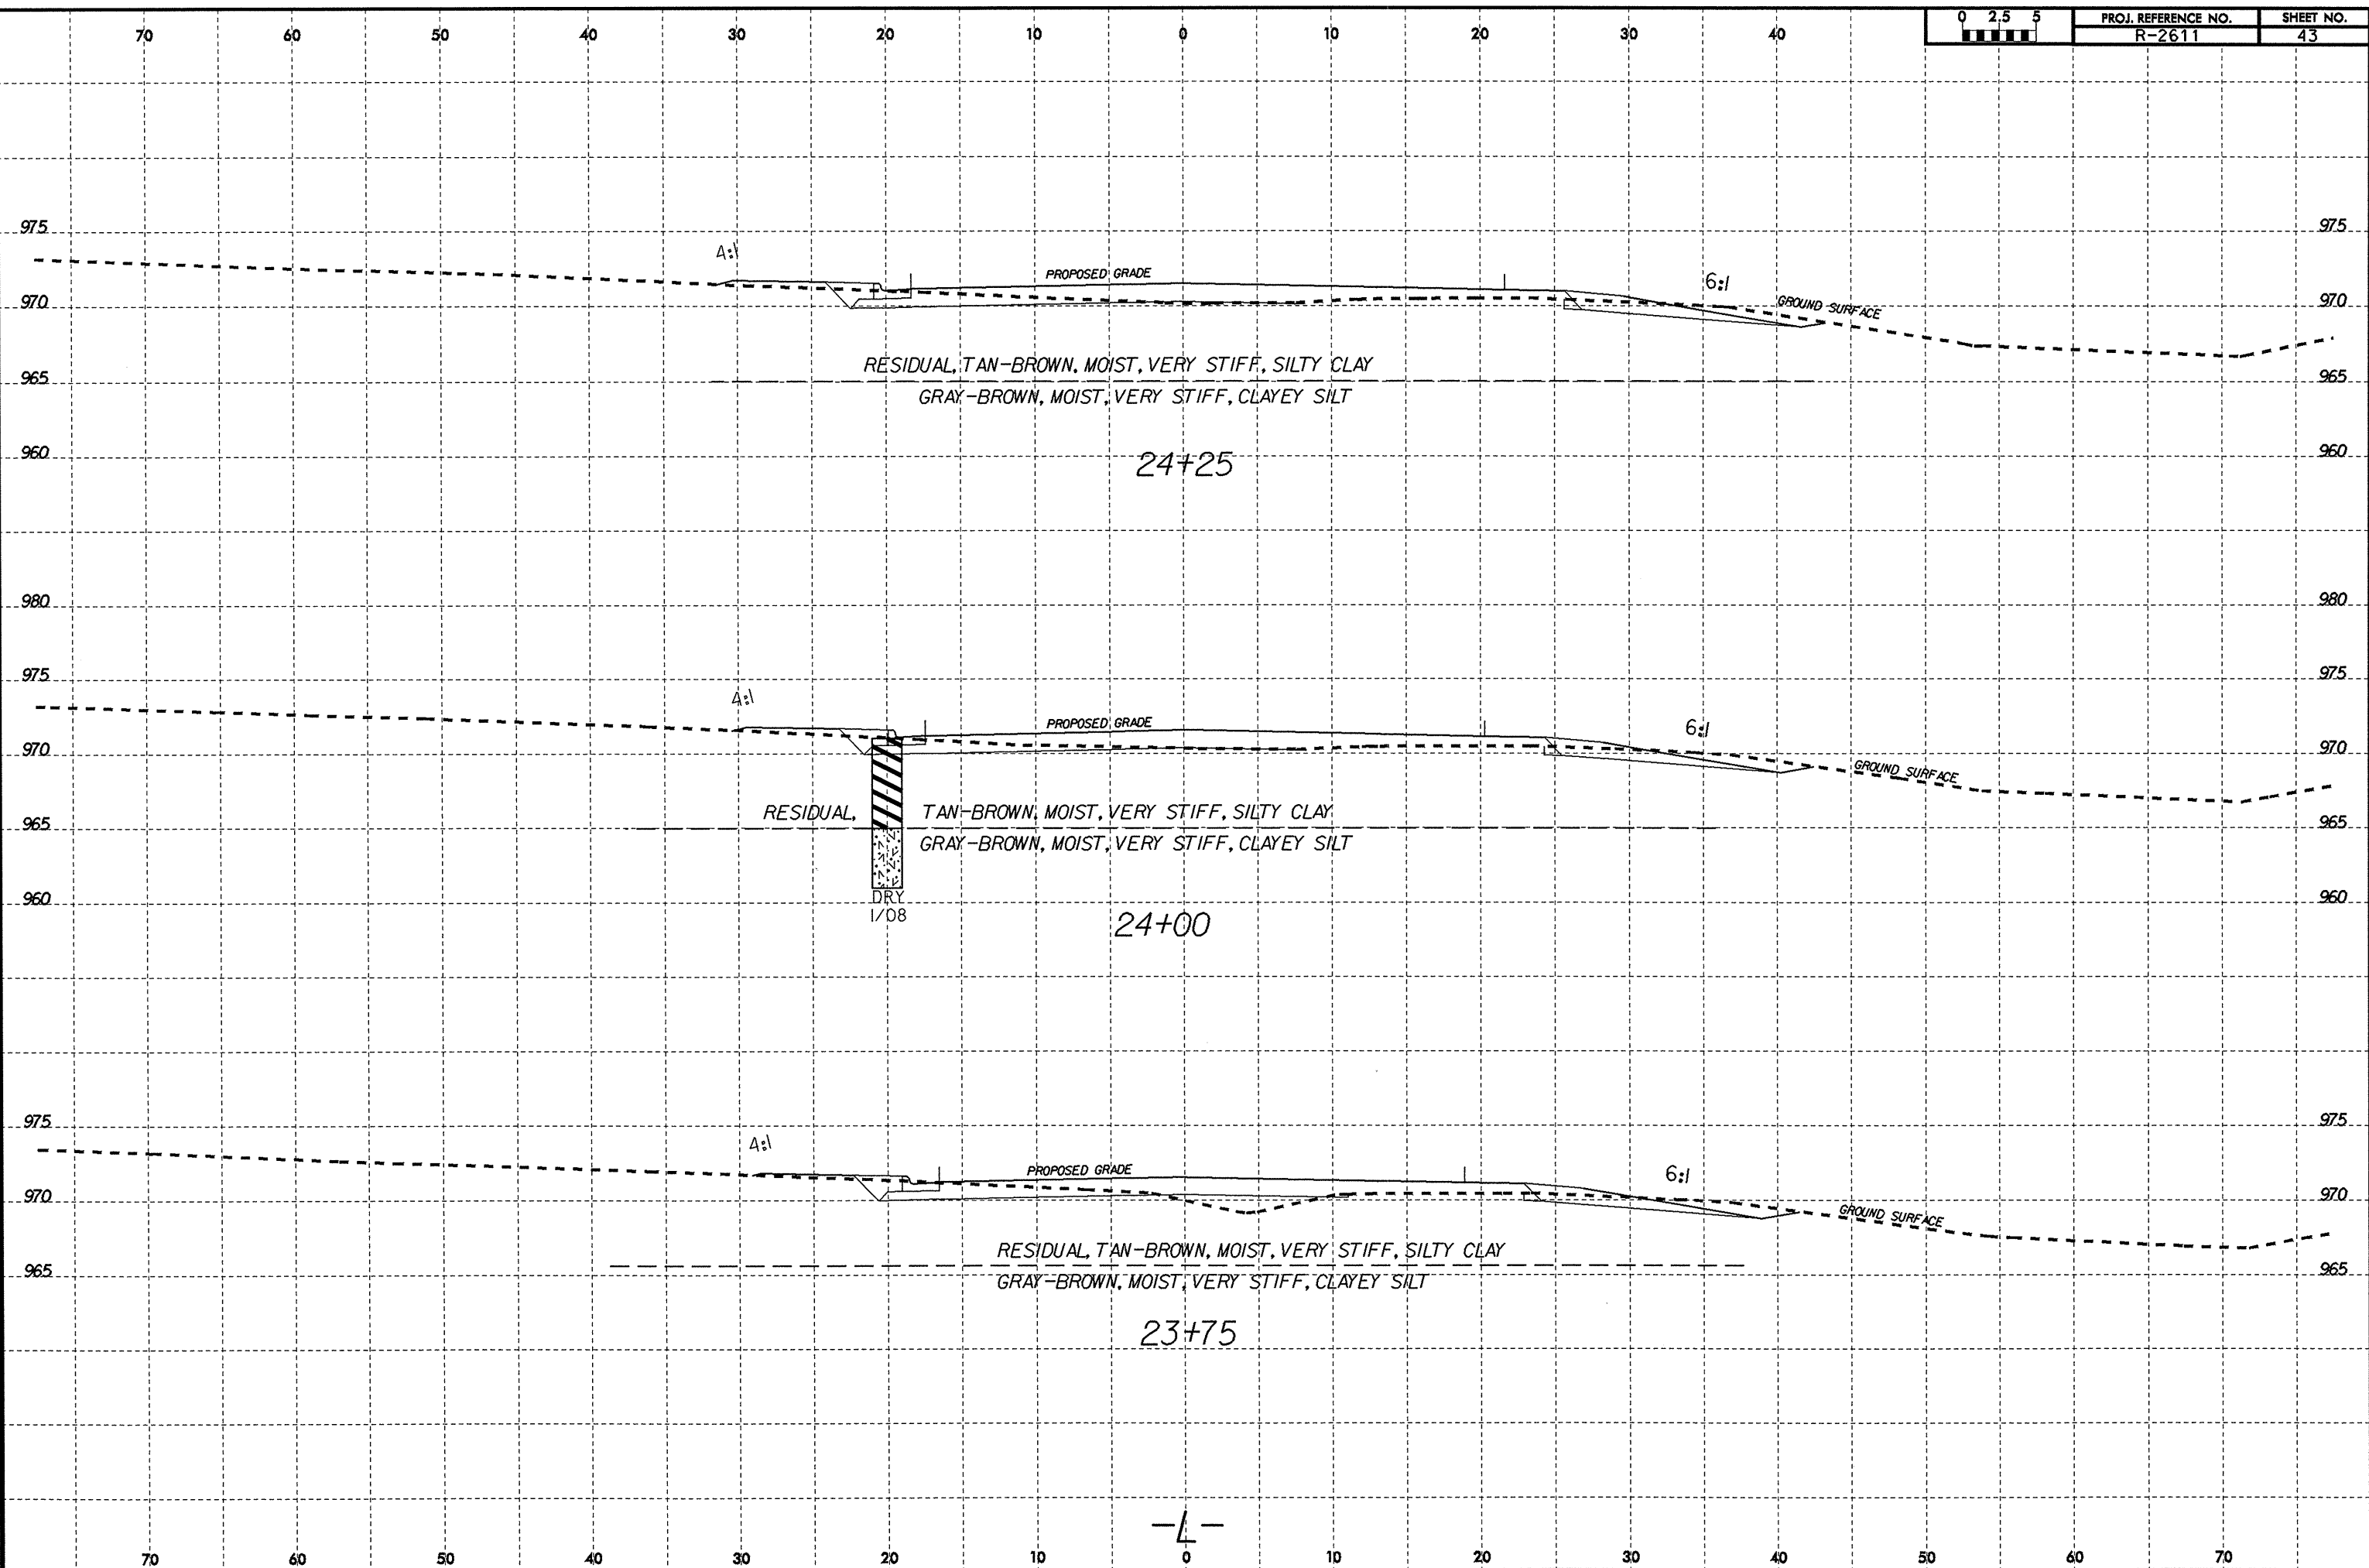 70 60 50 40 30 20 10 0 10 20 30 40
0 2.5 5
PROJ. REFERENCE NO. SHEET NO.
R-2611 43
975 975
4:1
PROPOSED GRADE
6:1
970 970
GROUND SURFACE
RESIDUAL, TAN-BROWN, MOIST, VERY STIFF, SILTY CLAY
965 965
GRAY-BROWN, MOIST, VERY STIFF, CLAYEY SILT
960 960
24+25
980 980
975 975
4:1
PROPOSED GRADE
6:1
970 970
GROUND SURFACE
RESIDUAL, TAN-BROWN, MOIST, VERY STIFF, SILTY CLAY
965 965
GRAY-BROWN, MOIST, VERY STIFF, CLAYEY SILT
960 960
DRY
1/08
24+00
975 975
4:1
PROPOSED GRADE
6:1
970 970
GROUND SURFACE
RESIDUAL, TAN-BROWN, MOIST, VERY STIFF, SILTY CLAY
965 965
GRAY-BROWN, MOIST, VERY STIFF, CLAYEY SILT
23+75
-L-
70 60 50 40 30 20 10 0 10 20 30 40 50 60 70